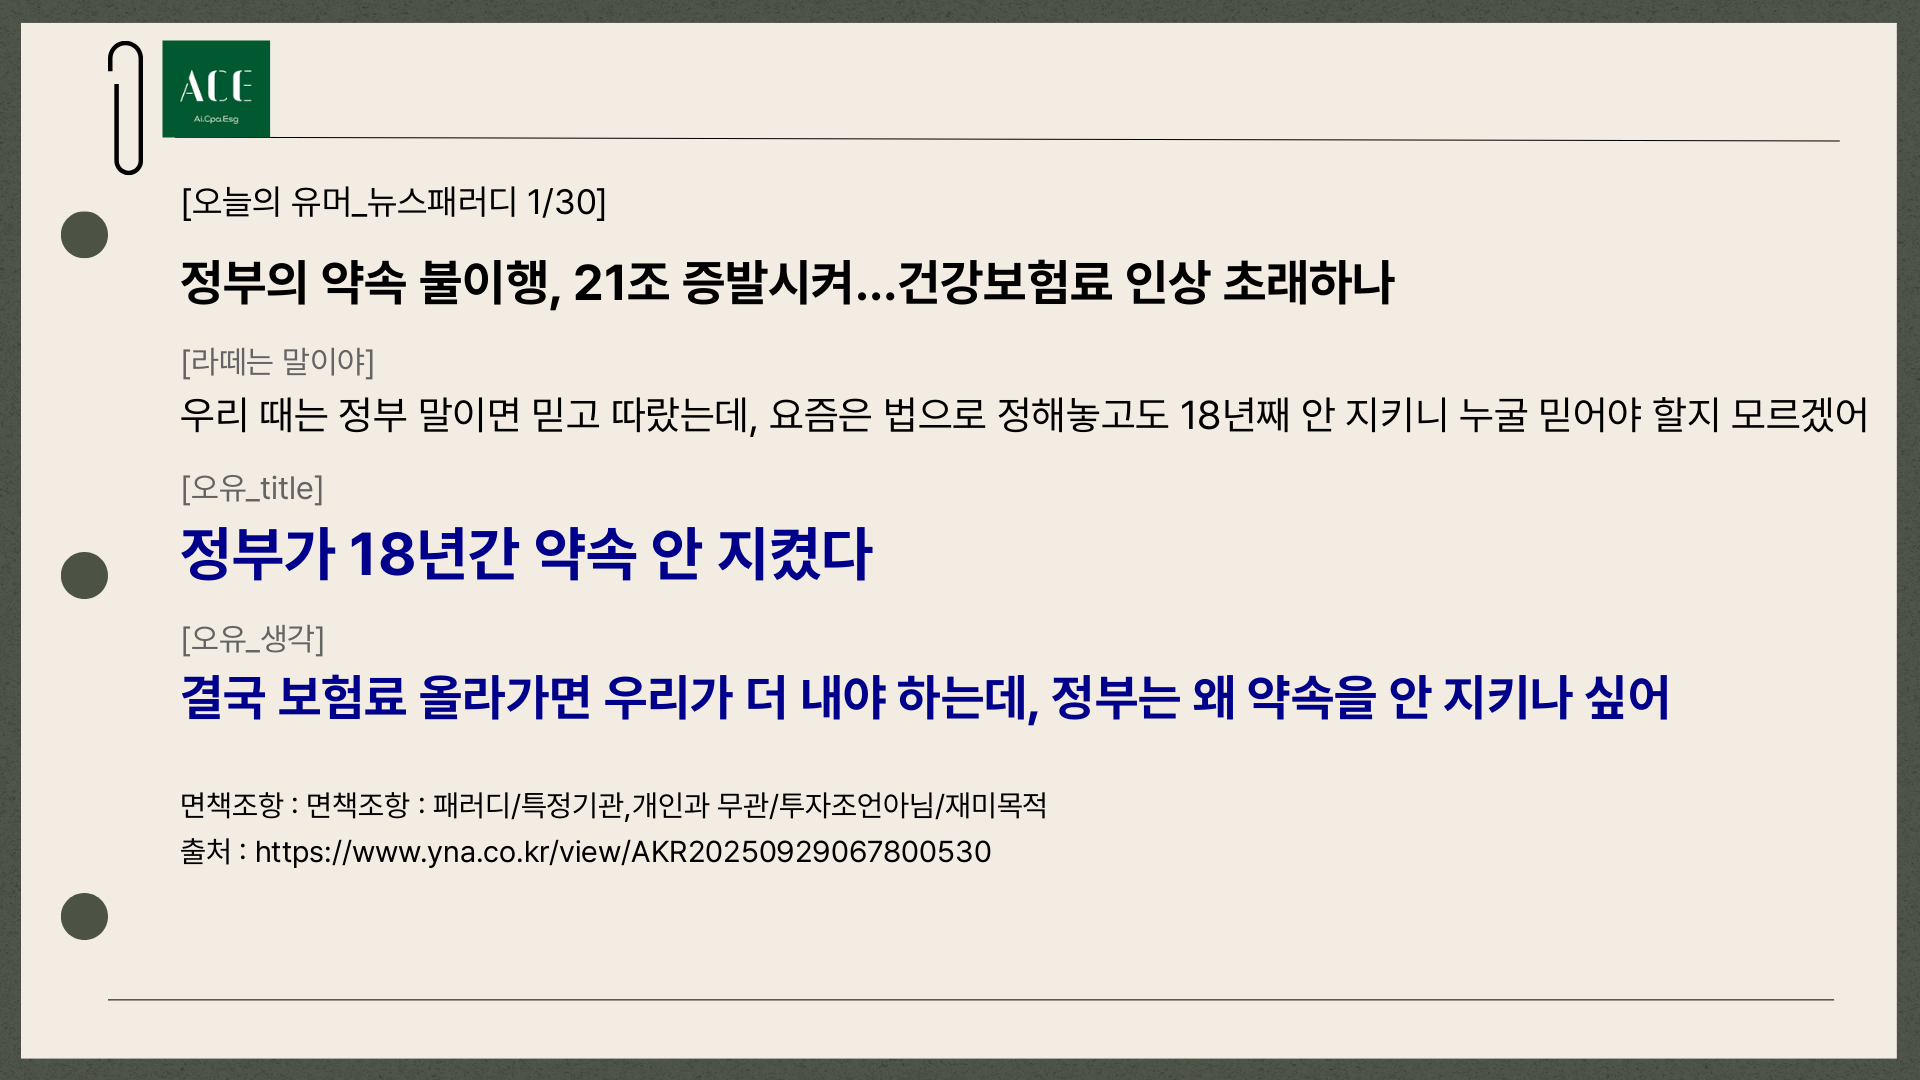 ACE
Ai.Cpa.Esg
[오늘의 유머_뉴스패러디 1/30]
정부의 약속 불이행, 21조 증발시켜...건강보험료 인상 초래하나
[라떼는 말이야]
우리 때는 정부 말이면 믿고 따랐는데, 요즘은 법으로 정해놓고도 18년째 안 지키니 누굴 믿어야 할지 모르겠어
[오유_title]
정부가 18년간 약속 안 지켰다
[오유_생각]
결국 보험료 올라가면 우리가 더 내야 하는데, 정부는 왜 약속을 안 지키나 싶어
면책조항 : 면책조항 : 패러디/특정기관,개인과 무관/투자조언아님/재미목적
출처 : https://www.yna.co.kr/view/AKR20250929067800530